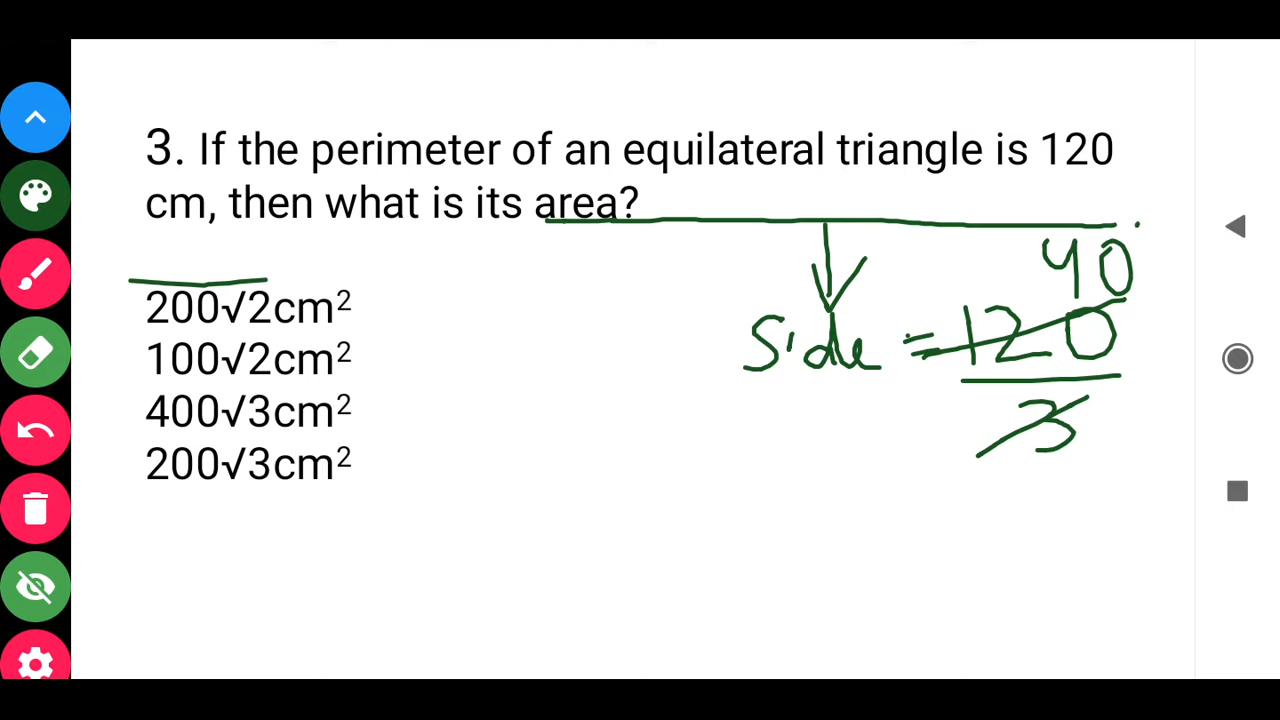 3. If the perimeter of an equilateral triangle is 120
cm, then what is its area?
200√2cm²
100√2cm²
400√3cm²
200√3cm²
40
Side = 120
3